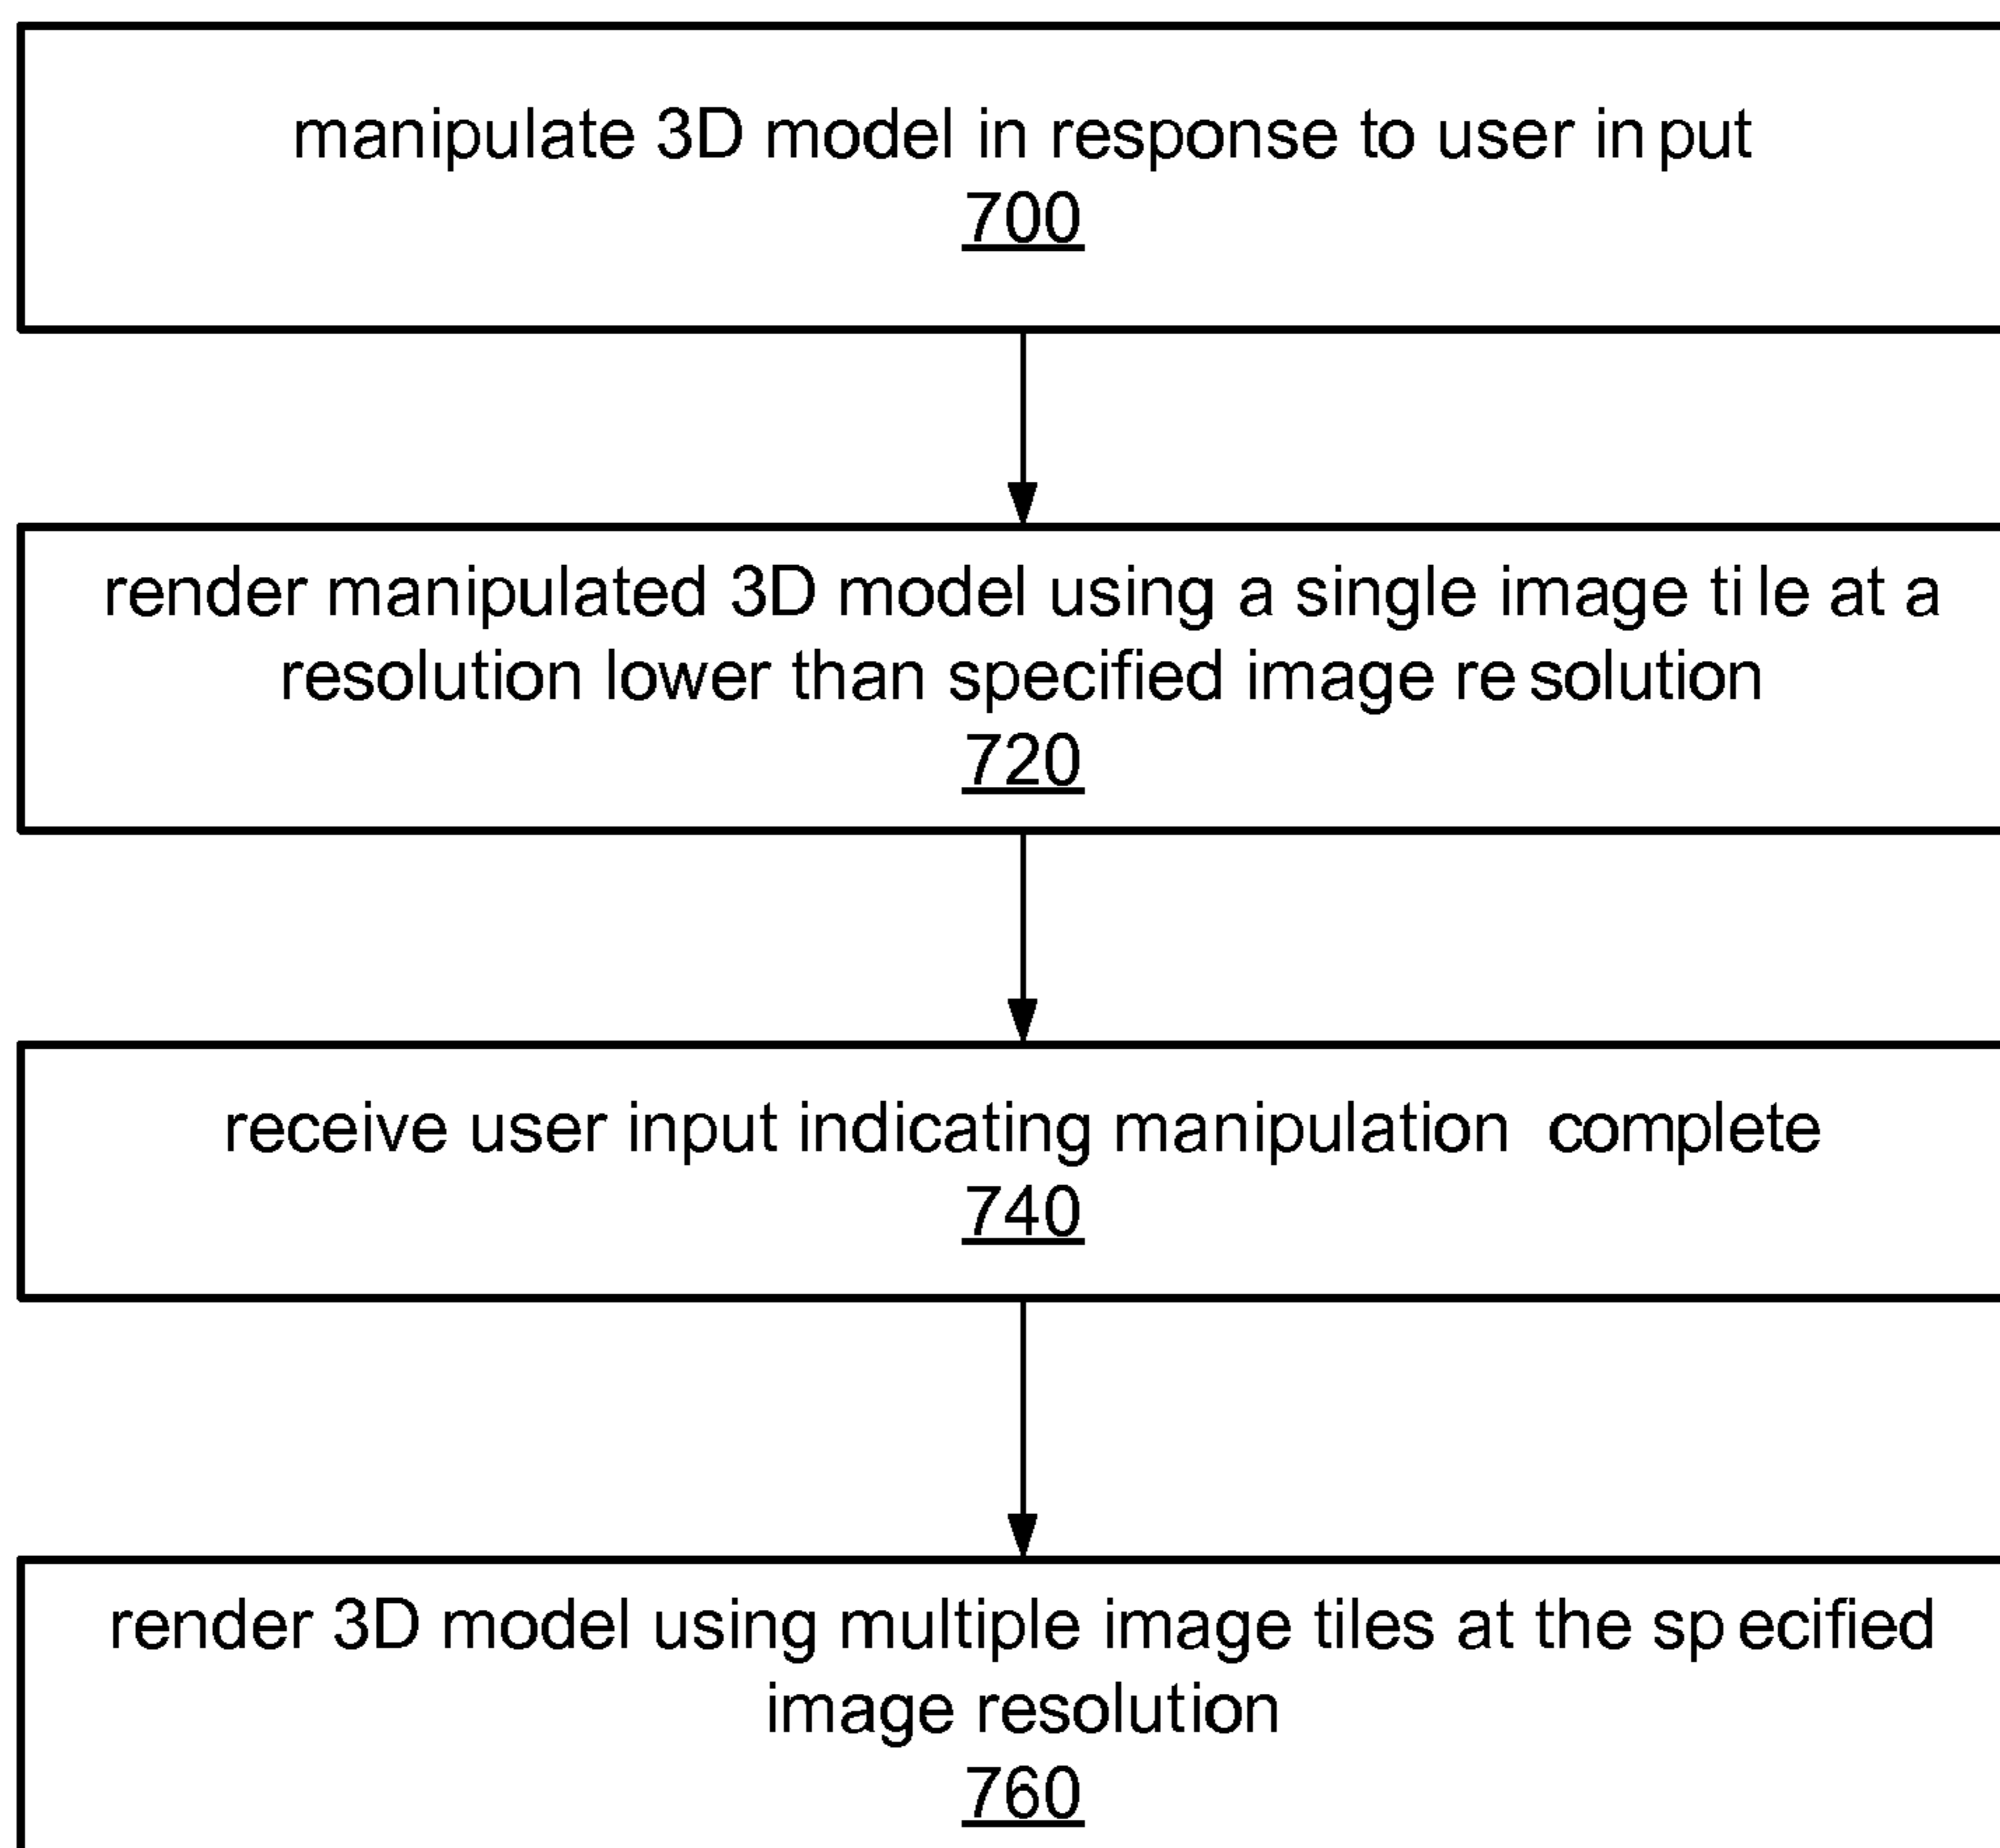 manipulate 3D model in response to user input
700
render manipulated 3D model using a single image tile at a
resolution lower than specified image resolution
720
receive user input indicating manipulation complete
740
render 3D model using multiple image tiles at the specified
image resolution
760